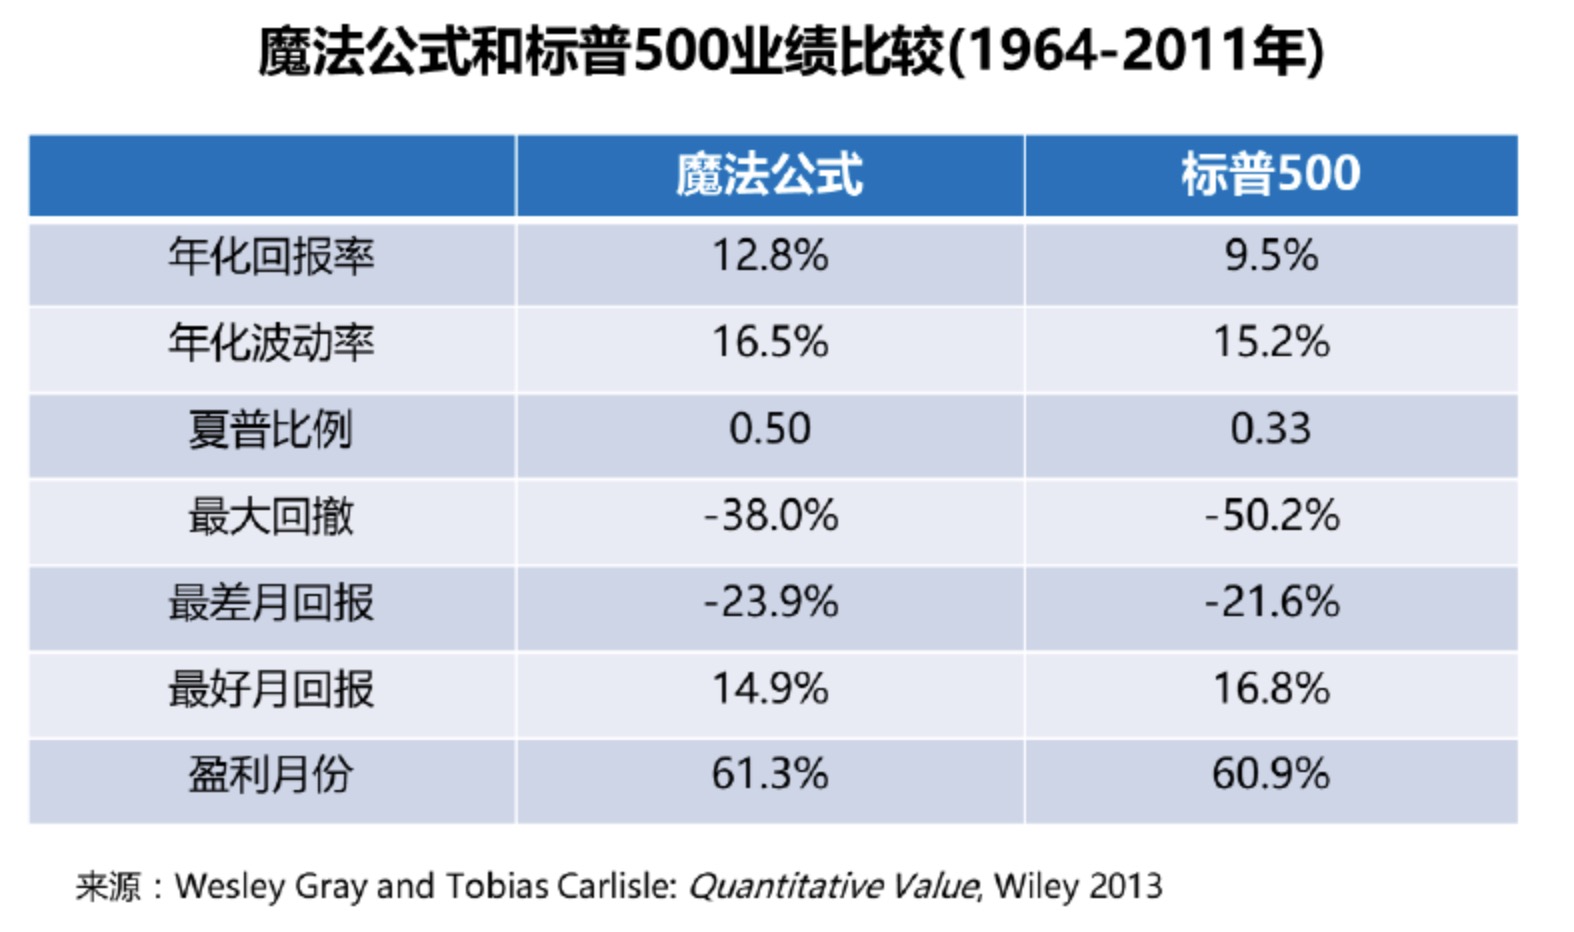 魔法公式和标普500业绩比较(1964-2011年)
魔法公式 标普500
年化回报率 12.8% 9.5%
年化波动率 16.5% 15.2%
夏普比例 0.50 0.33
最大回撤 -38.0% -50.2%
最差月回报 -23.9% -21.6%
最好月回报 14.9% 16.8%
盈利月份 61.3% 60.9%
来源：Wesley Gray and Tobias Carlisle: Quantitative Value, Wiley 2013